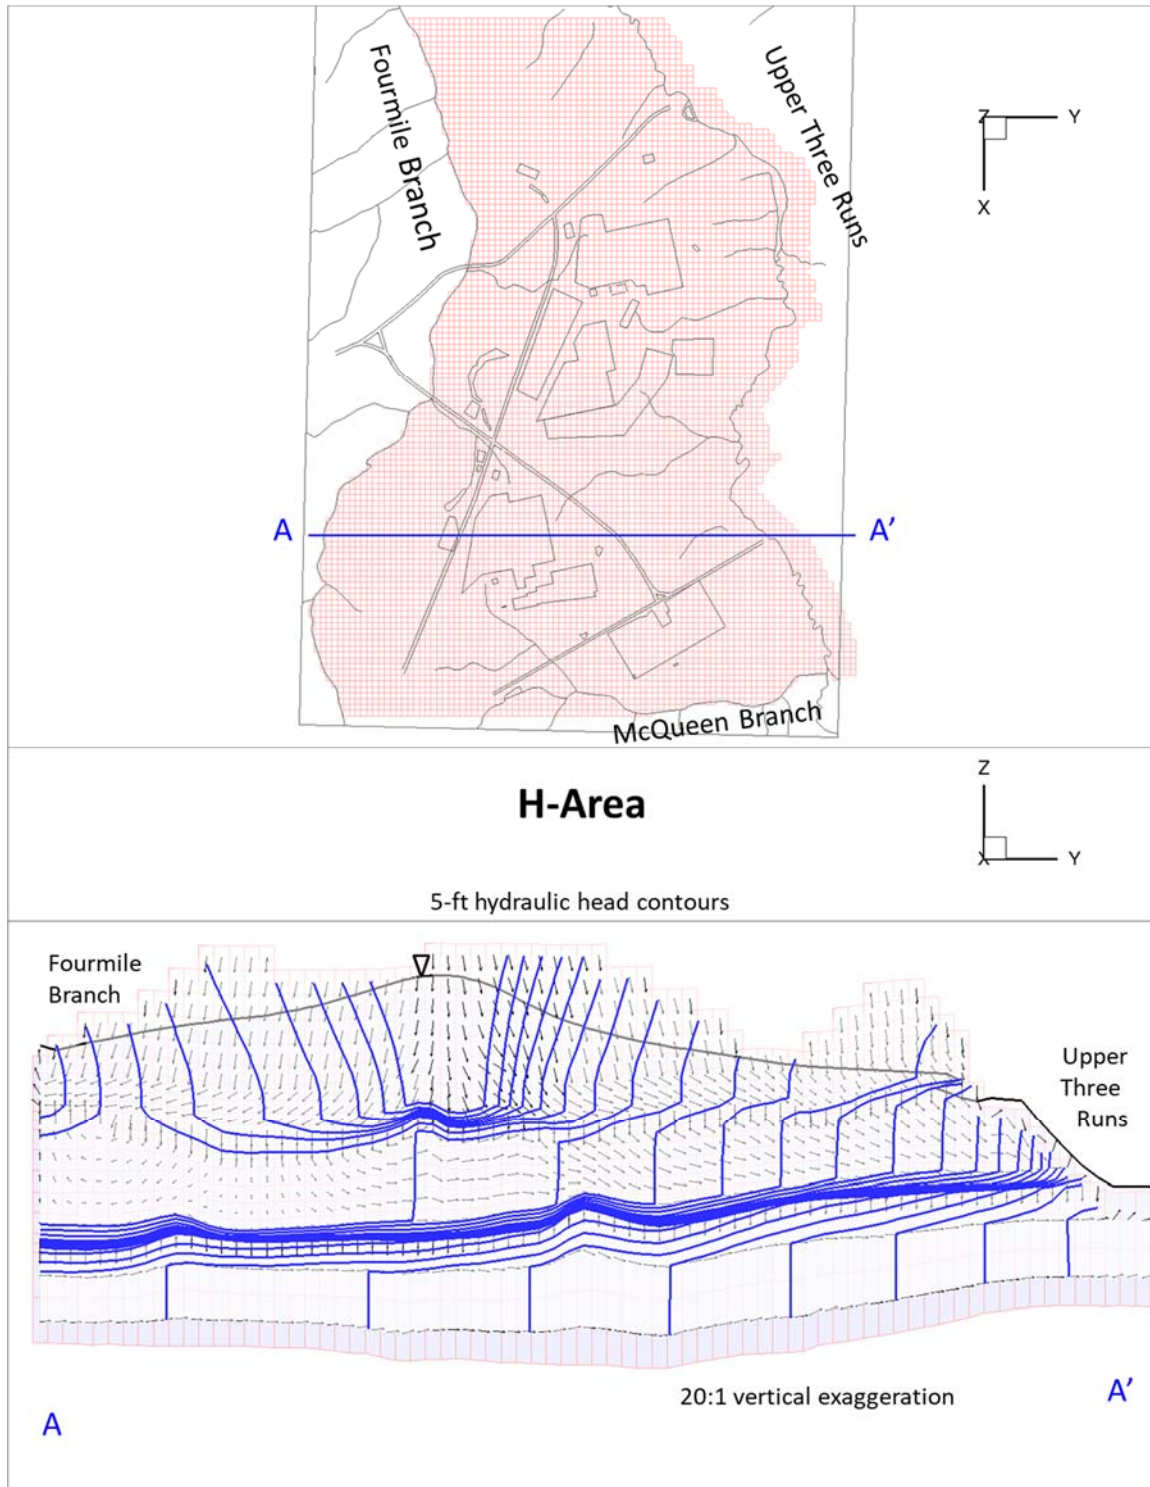 Fourmile Branch
Upper Three Runs
Z
Y
X
A
A’
McQueen Branch
H-Area
Z
X
Y
5-ft hydraulic head contours
Fourmile
Branch
Upper
Three
Runs
20:1 vertical exaggeration
A
A’